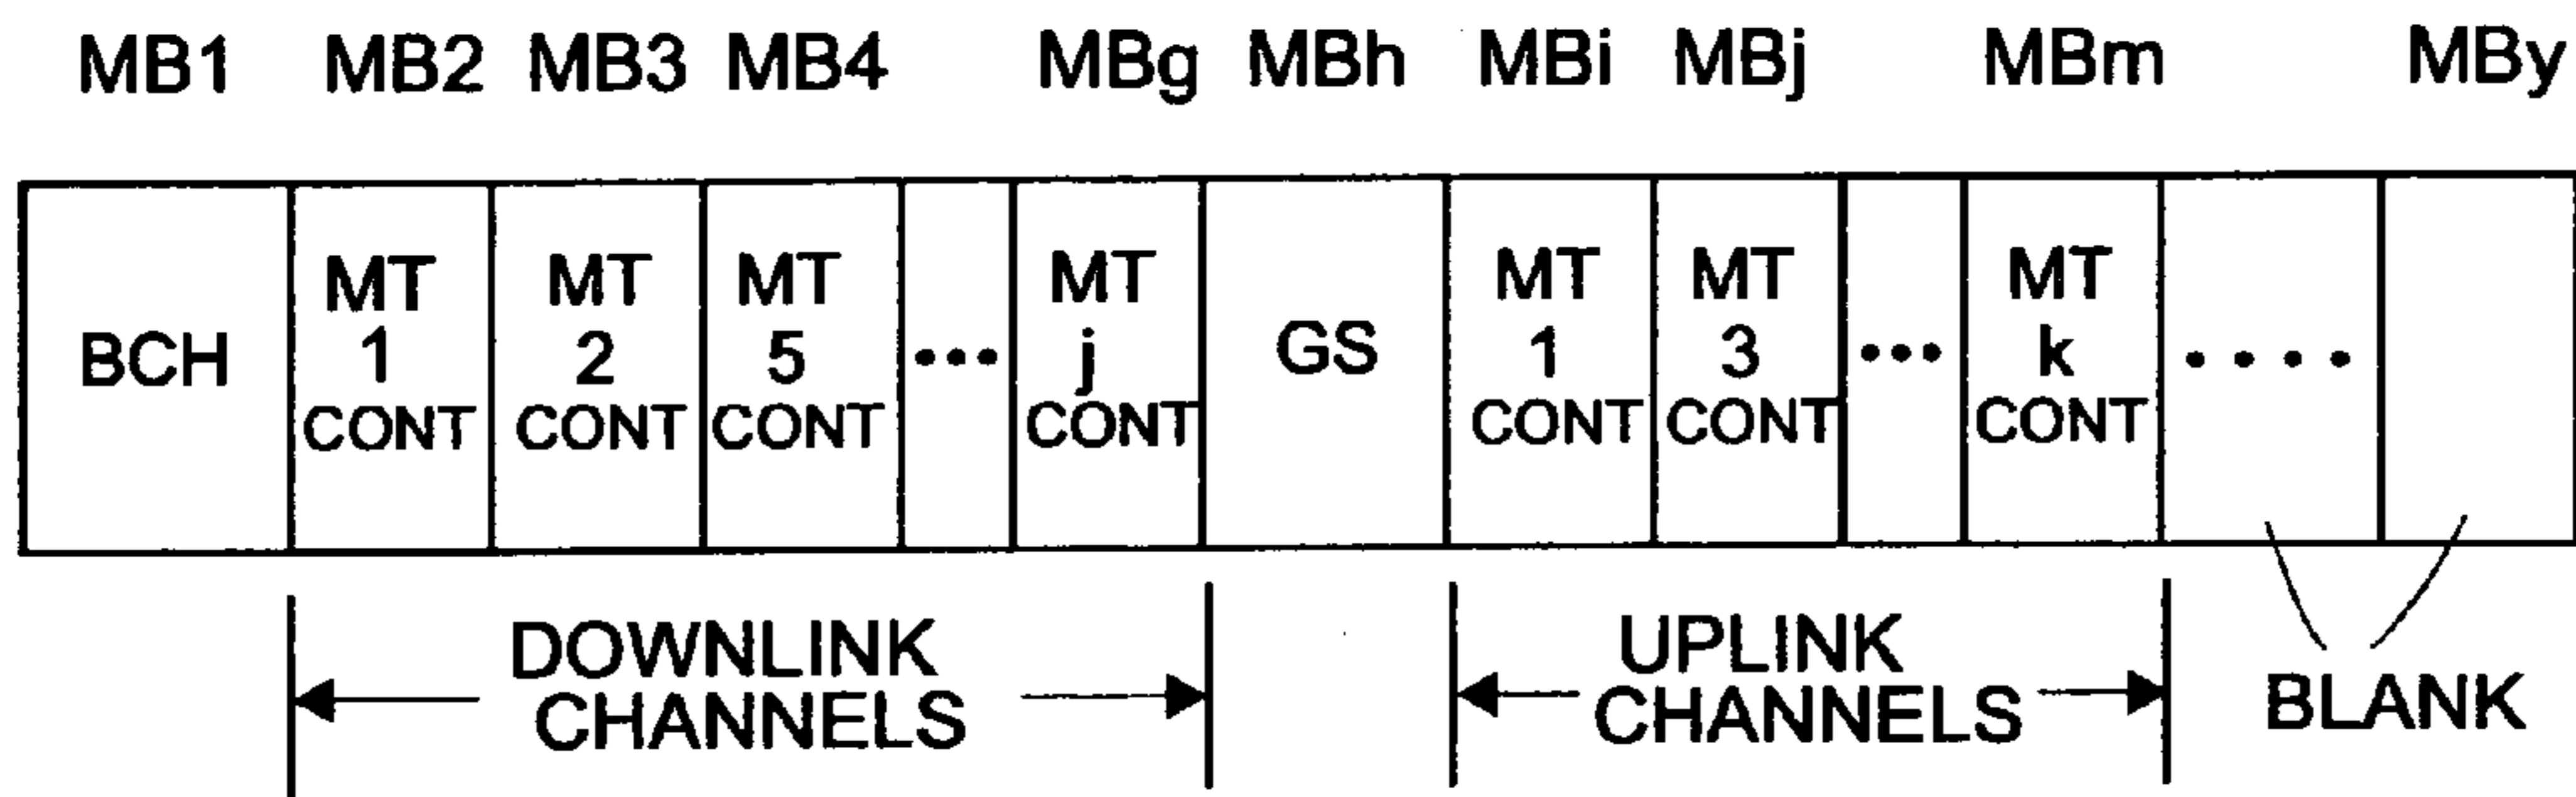 MB1 MB2 MB3 MB4 MBg MBh MBi MBj MBm MBy
MT MT MT MT MT MT MT
BCH 1 2 5 ... j GS 1 3 ... k ....
CONT CONT CONT CONT CONT CONT CONT
DOWNLINK UPLINK
CHANNELS CHANNELS BLANK